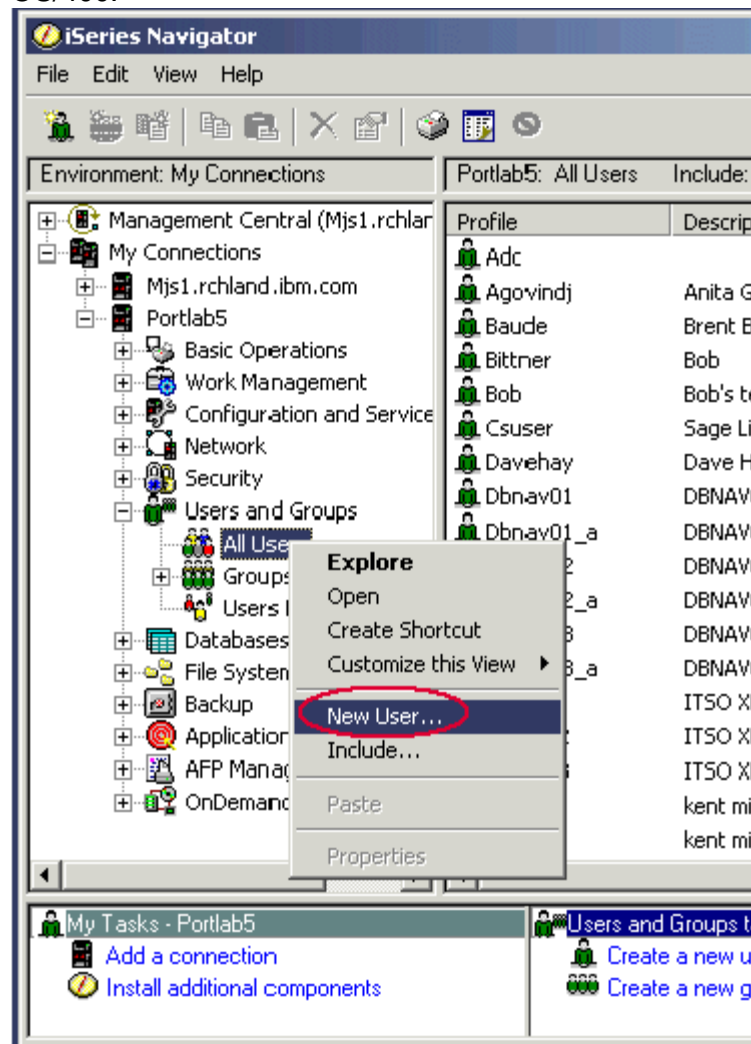 iSeries Navigator
File Edit View Help
Environment: My Connections
Portlab5: All Users Include:
Management Central (Mjs1.rchlan
My Connections
Mjs1.rchland.ibm.com
Portlab5
Basic Operations
Work Management
Configuration and Service
Network
Security
Users and Groups
All Use
Groups
Users
Databases
File System
Backup
Application
AFP Mana
OnDemand
Profile Descrip
Adc
Agovindj Anita G
Baude Brent B
Bittner Bob
Bob Bob's te
Csuser Sage Li
Davehay Dave H
Dbnav01 DBNAV
Dbnav01_a DBNAV
2 DBNAV
2_a DBNAV
3 DBNAV
3_a DBNAV
ITSO X
ITSO X
ITSO X
kent mi
kent mi
Explore
Open
Create Shortcut
Customize this View
New User...
Include...
Paste
Properties
My Tasks - Portlab5
Add a connection
Install additional components
Users and Groups t
Create a new u
Create a new g